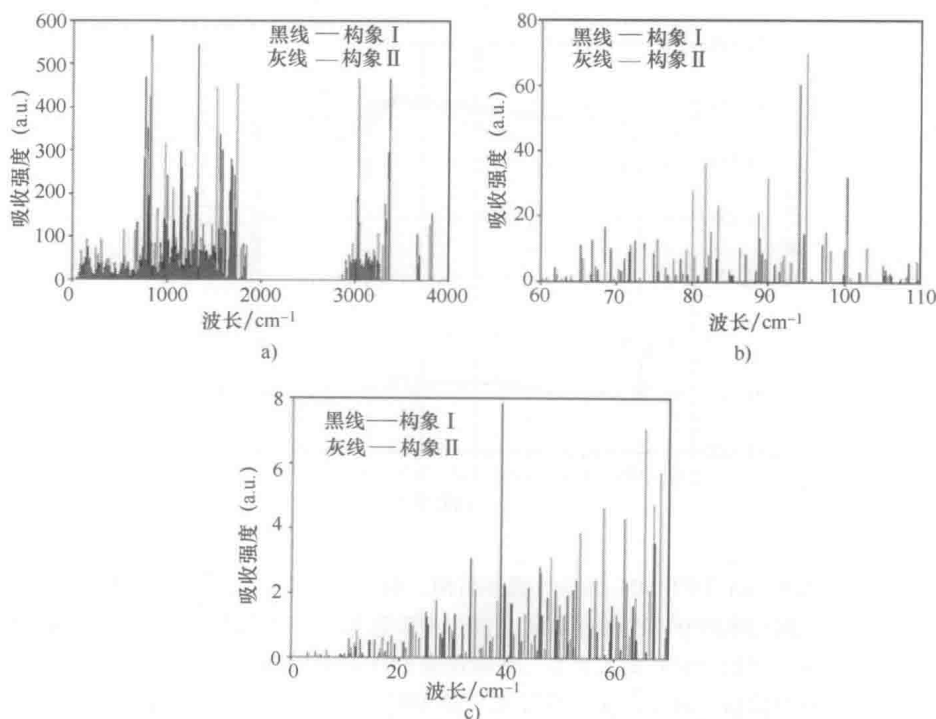 600
500
400
300
200
100
0
吸收强度 (a.u.)
黑线 — 构象 I
灰线 — 构象 II
0 1000 2000 3000 4000
波长/cm⁻¹
a)
80
60
40
20
0
吸收强度 (a.u.)
黑线 — 构象 I
灰线 — 构象 II
60 70 80 90 100 110
波长/cm⁻¹
b)
8
6
4
2
0
吸收强度 (a.u.)
黑线 — 构象 I
灰线 — 构象 II
0 20 40 60
波长/cm⁻¹
c)